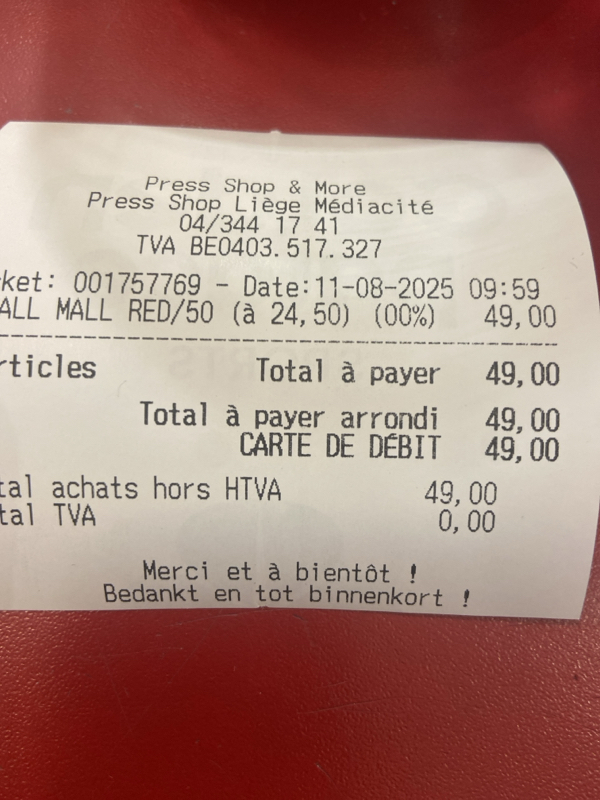 Press Shop & More
Press Shop Liège Médiacité
04/344 17 41
TVA BE0403.517.327
ket: 001757769 - Date:11-08-2025 09:59
ALL MALL RED/50 (à 24,50) (00%) 49,00
rticles Total à payer 49,00
Total à payer arrondi 49,00
CARTE DE DÉBIT 49,00
tal achats hors HTVA 49,00
tal TVA 0,00
Merci et à bientôt !
Bedankt en tot binnenkort !